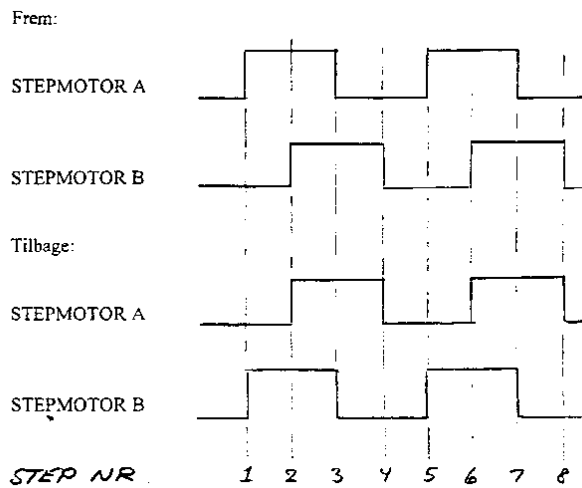 Frem:
STEPMOTOR A
STEPMOTOR B
Tilbage:
STEPMOTOR A
STEPMOTOR B
STEP NR 1 2 3 4 5 6 7 8